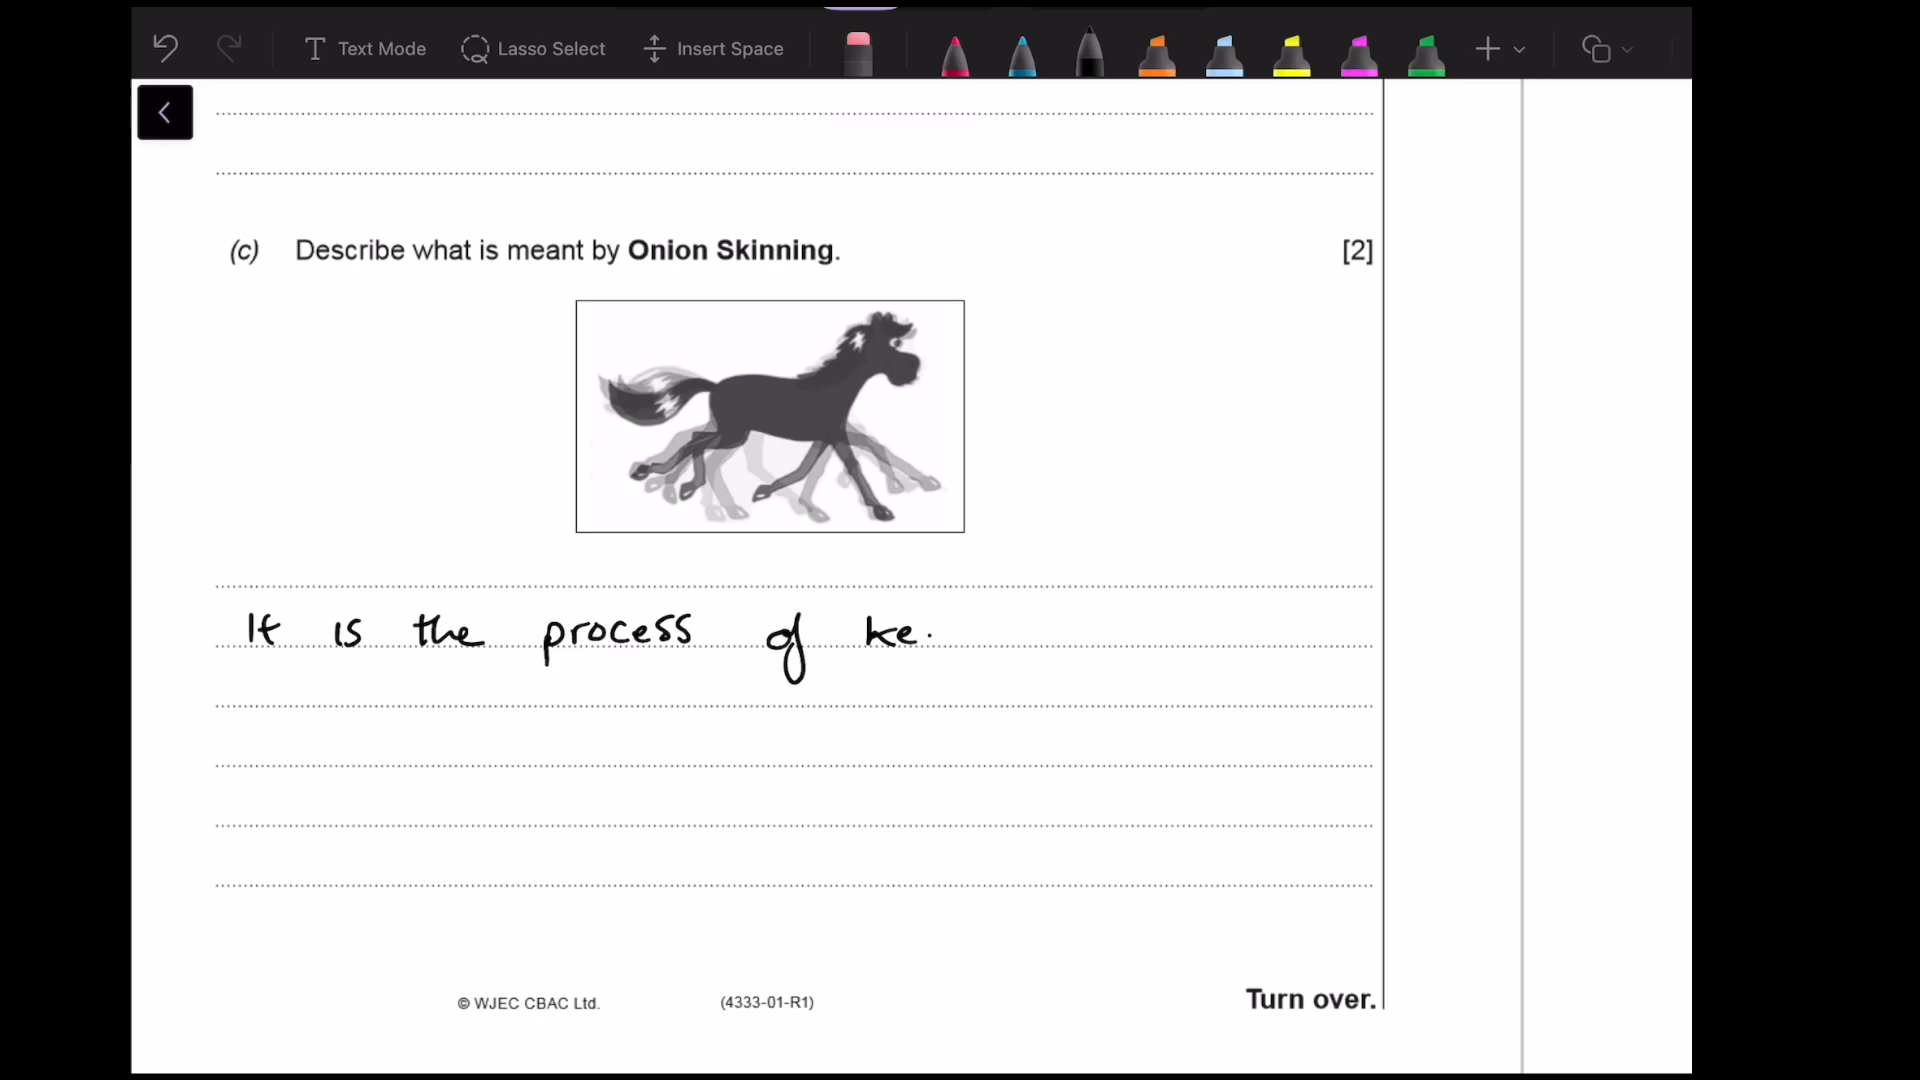 Text Mode Lasso Select Insert Space
(c) Describe what is meant by Onion Skinning. [2]
It is the process of ke.
© WJEC CBAC Ltd. (4333-01-R1) Turn over.